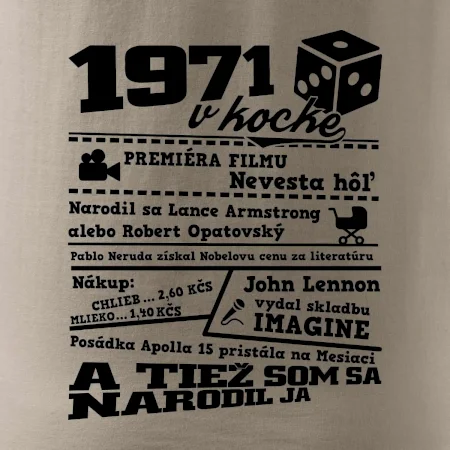 1971
v kocke
PREMIÉRA FILMU
Nevesta hôľ
Narodil sa Lance Armstrong
alebo Robert Opatovský
Pablo Neruda získal Nobelovu cenu za literatúru
Nákup:
CHLIEB ... 2,60 KČS
MLIEKO ... 1,40 KČS
John Lennon
vydal skladbu
IMAGINE
Posádka Apolla 15 pristála na Mesiaci
A TIEŽ SOM SA
NARODIL JA